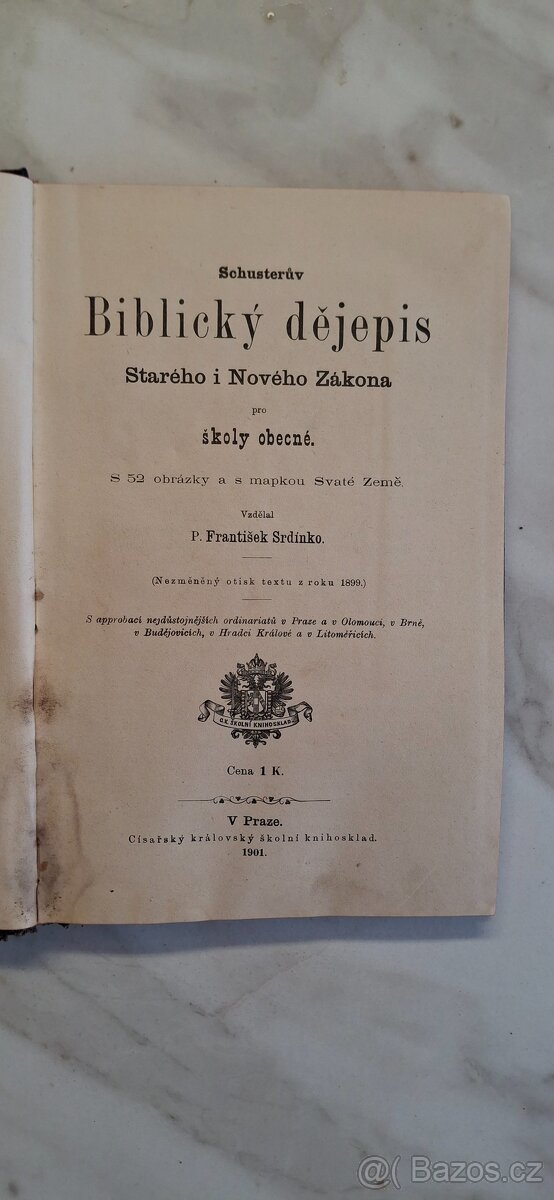 Schusterův
Biblický dějepis
Starého i Nového Zákona
pro
školy obecné.
S 52 obrázky a s mapkou Svaté Země.
Vzdělal
P. František Srdínko.
(Nezměněný otisk textu z roku 1899.)
S approbací nejdůstojnějších ordinariatů v Praze a v Olomouci, v Brně,
v Budějovicích, v Hradci Králové a v Litoměřicích.
C. K. ŠKOLNÍ KNIHOSKLAD
Cena 1 K.
V Praze.
Císařský královský školní knihosklad.
1901.
@( Bazos.cz